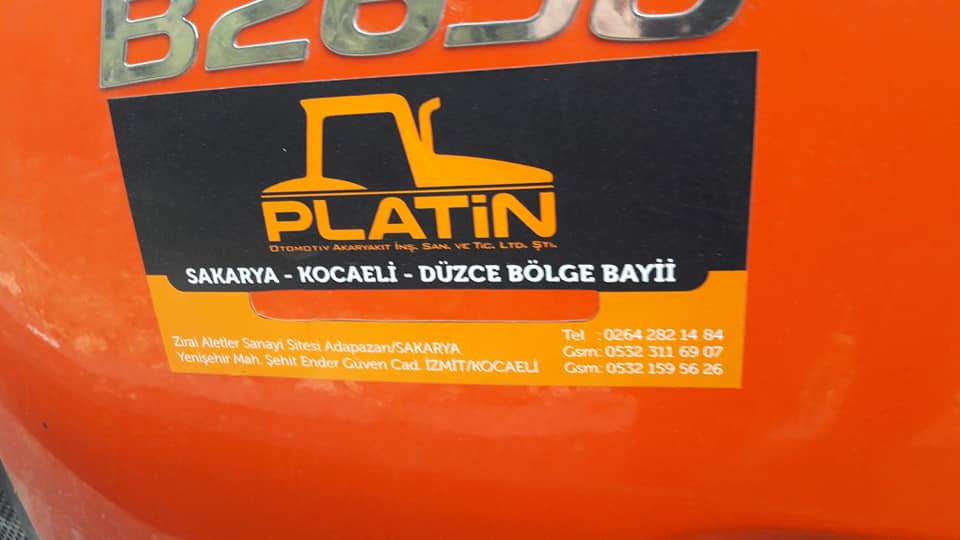 B2650
PLATİN
OTOMOTİV AKARYAKIT İNŞ. SAN. VE TİC. LTD. ŞTİ.
SAKARYA - KOCAELİ - DÜZCE BÖLGE BAYİİ
Zirai Aletler Sanayi Sitesi Adapazarı/SAKARYA
Yenişehir Mah. Şehit Ender Güven Cad. İZMİT/KOCAELİ
Tel : 0264 282 14 84
Gsm: 0532 311 69 07
Gsm: 0532 159 56 26